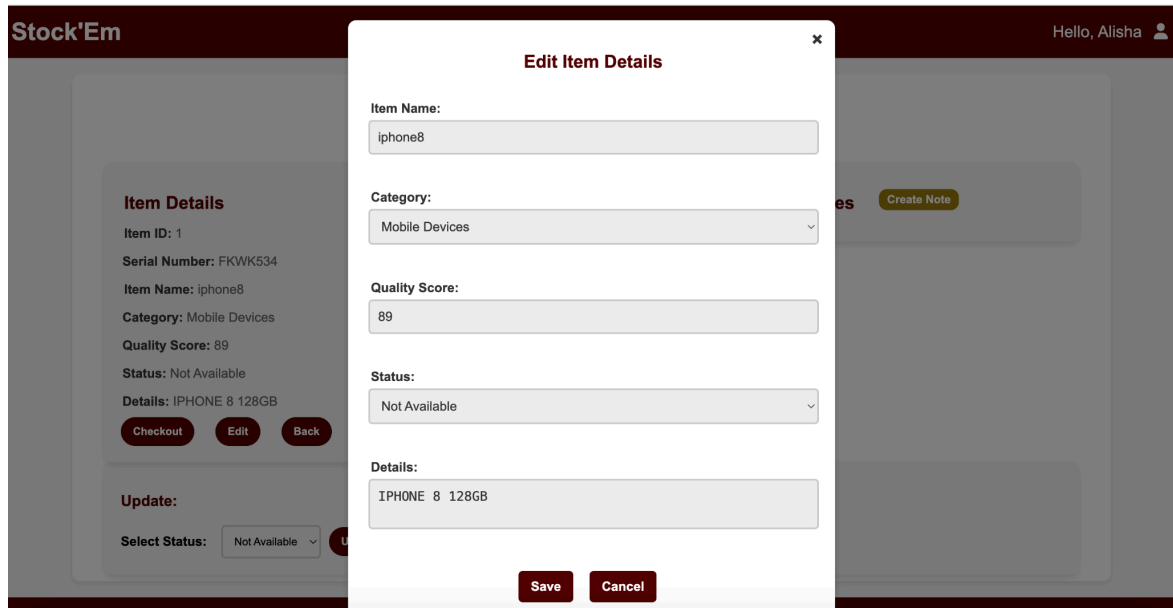 Stock'Em
Hello, Alisha
Edit Item Details
Item Name:
iphone8
Category:
Mobile Devices
Quality Score:
89
Status:
Not Available
Details:
IPHONE 8 128GB
Save Cancel
Item Details
Item ID: 1
Serial Number: FKWK534
Item Name: iphone8
Category: Mobile Devices
Quality Score: 89
Status: Not Available
Details: IPHONE 8 128GB
Checkout Edit Back
Update:
Select Status: Not Available
es Create Note